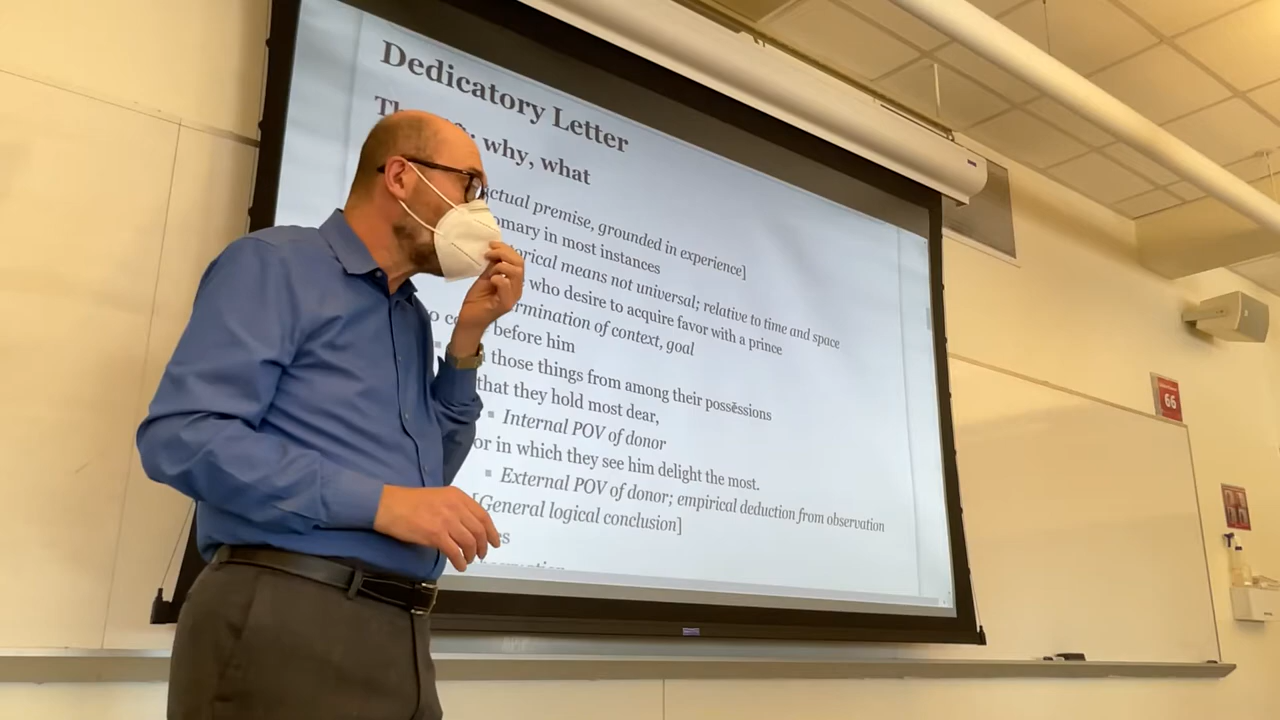 Dedicatory Letter
why, what
actual premise, grounded in experience]
omary in most instances
torical means not universal; relative to time and space
who desire to acquire favor with a prince
rmination of context, goal
before him
those things from among their possessions
that they hold most dear,
Internal POV of donor
or in which they see him delight the most.
External POV of donor; empirical deduction from observation
[General logical conclusion]
66